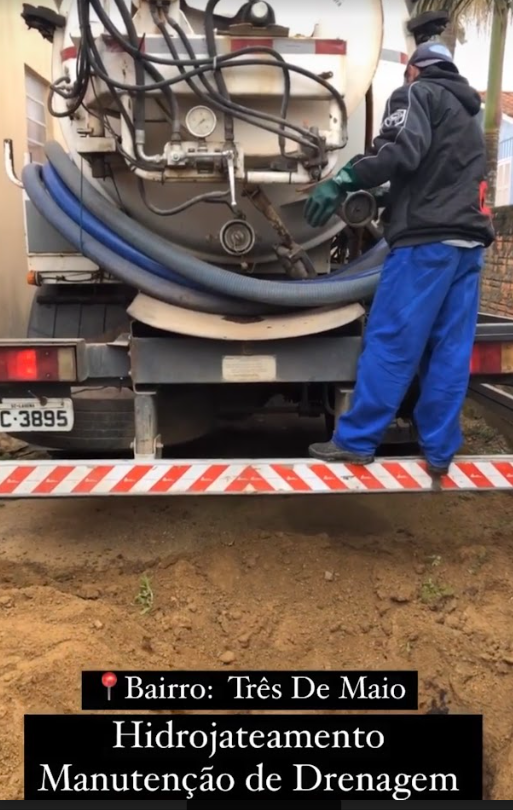 C·3895
📍Bairro: Três De Maio
Hidrojateamento
Manutenção de Drenagem